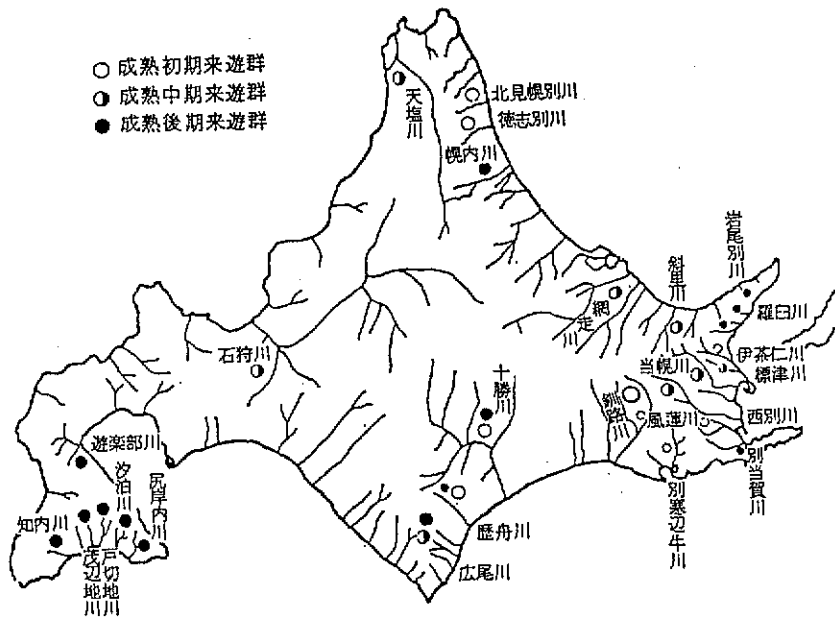 成熟初期来遊群
成熟中期来遊群
成熟後期来遊群
天塩川
北見幌別川
徳志別川
幌内川
岩尾別川
斜里川
羅臼川
網走川
伊茶仁川
標津川
当幌川
石狩川
十勝川
釧路川
風蓮川
西別川
別当賀川
別寒辺牛川
遊楽部川
汐泊川
尻岸内川
知内川
茂辺地川
戸切地川
歴舟川
広尾川